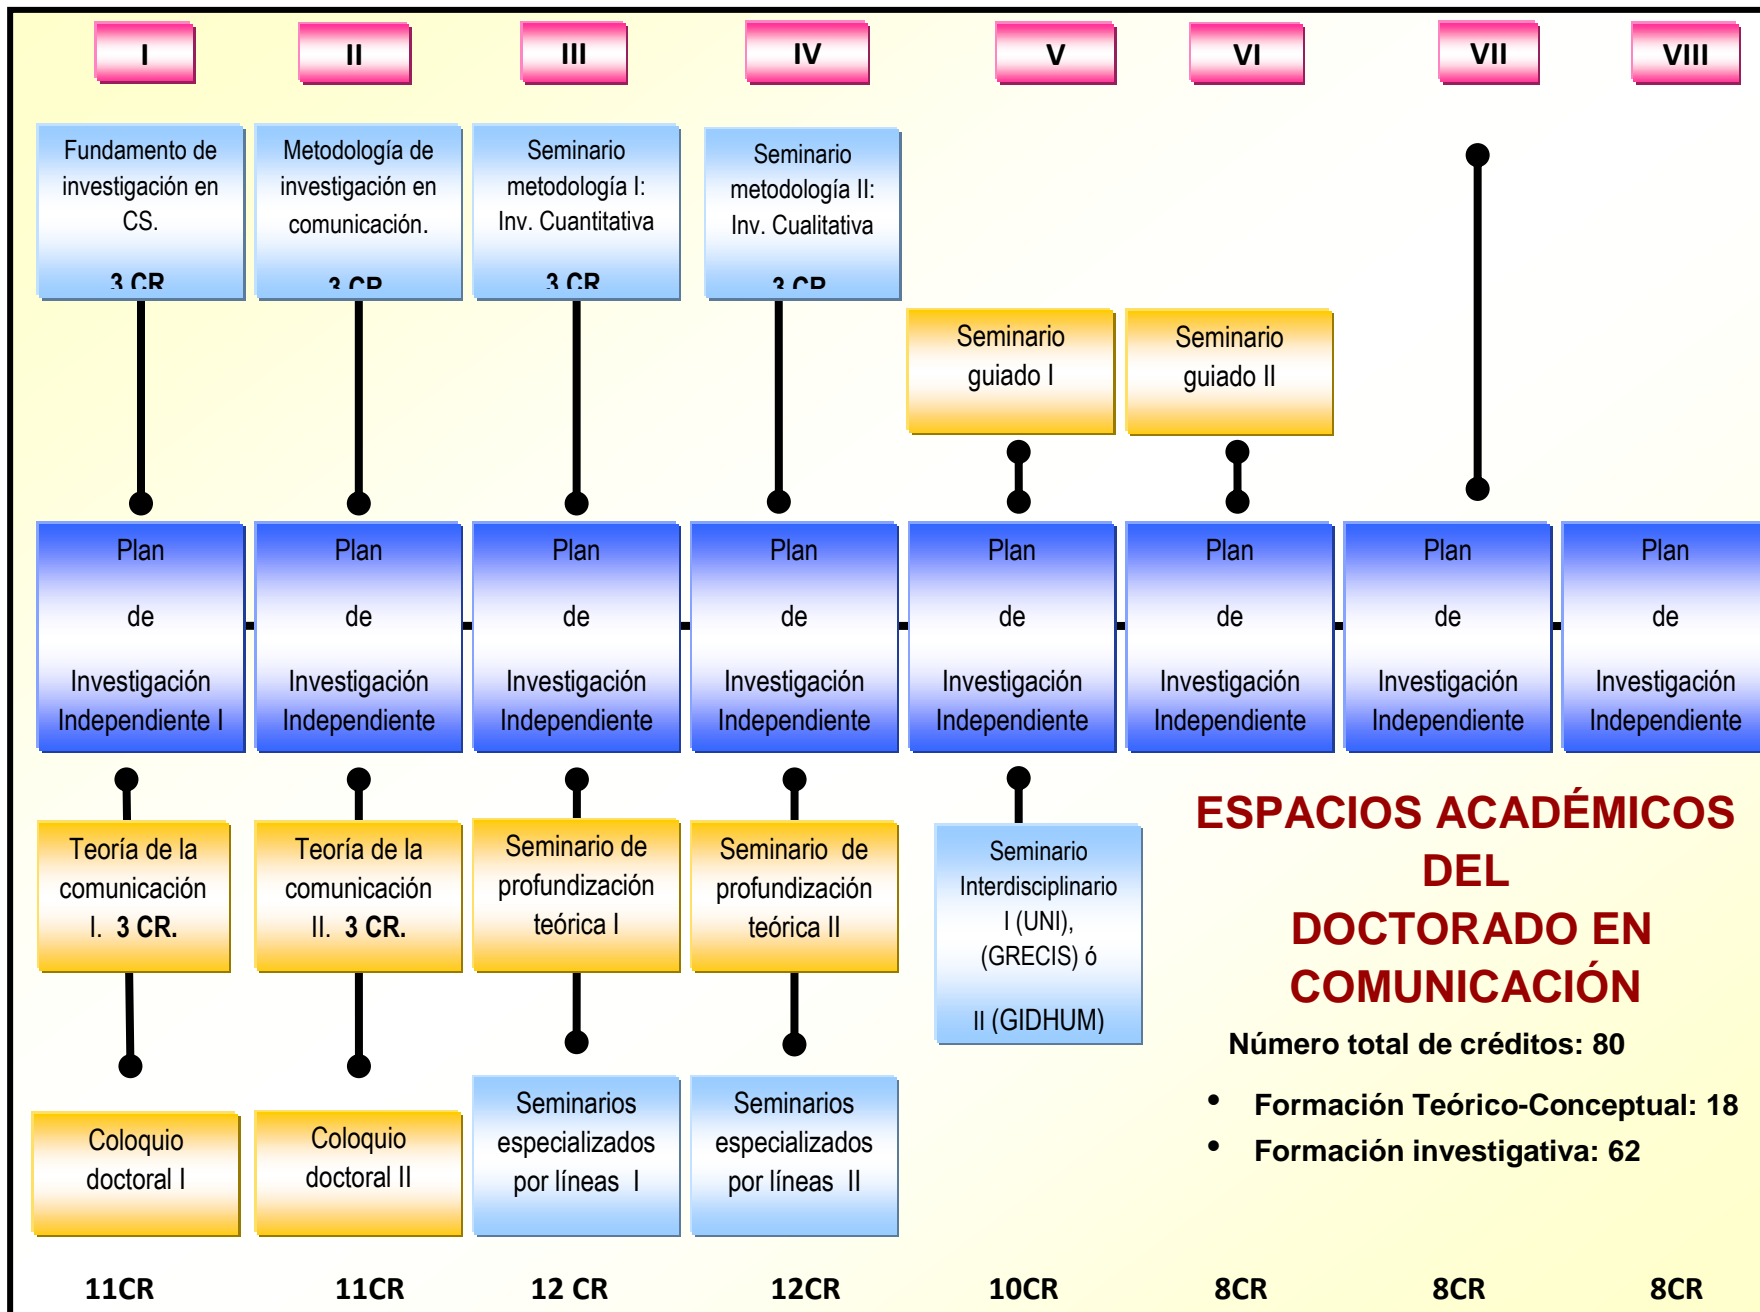 I
II
III
IV
V
VI
VII
VIII
Fundamento de
investigación en
CS.
3 CR
Metodología de
investigación en
comunicación.
3 CR
Seminario
metodología I:
Inv. Cuantitativa
3 CR
Seminario
metodología II:
Inv. Cualitativa
3 CR
Seminario
guiado I
Seminario
guiado II
Plan
de
Investigación
Independiente I
Plan
de
Investigación
Independiente
Plan
de
Investigación
Independiente
Plan
de
Investigación
Independiente
Plan
de
Investigación
Independiente
Plan
de
Investigación
Independiente
Plan
de
Investigación
Independiente
Plan
de
Investigación
Independiente
Teoría de la
comunicación
I. 3 CR.
Teoría de la
comunicación
II. 3 CR.
Seminario de
profundización
teórica I
Seminario de
profundización
teórica II
Seminario
Interdisciplinario
I (UNI),
(GRECIS) ó
II (GIDHUM)
Coloquio
doctoral I
Coloquio
doctoral II
Seminarios
especializados
por líneas I
Seminarios
especializados
por líneas II
ESPACIOS ACADÉMICOS
DEL
DOCTORADO EN
COMUNICACIÓN
Número total de créditos: 80
• Formación Teórico-Conceptual: 18
• Formación investigativa: 62
11CR
11CR
12 CR
12CR
10CR
8CR
8CR
8CR